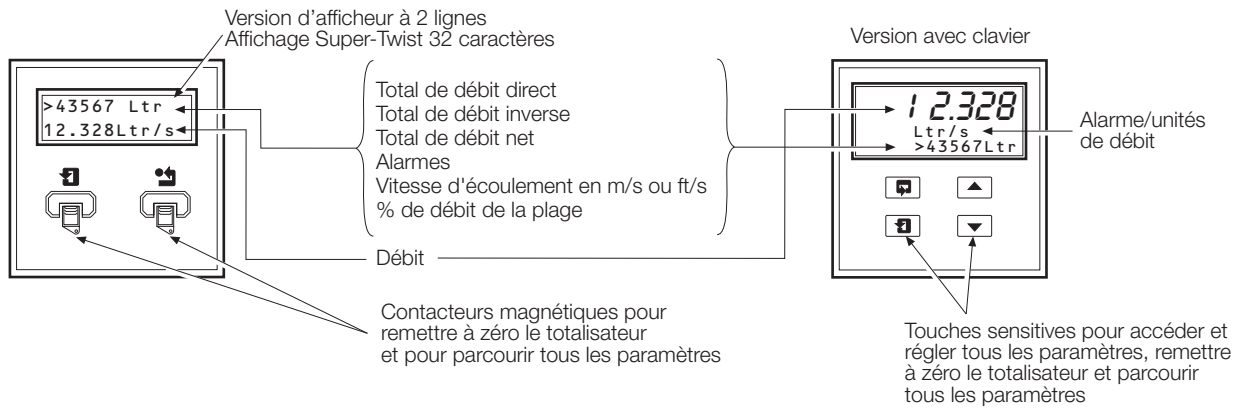 Version d'afficheur à 2 lignes
Affichage Super-Twist 32 caractères
>43567 Ltr
12.328Ltr/s
Total de débit direct
Total de débit inverse
Total de débit net
Alarmes
Vitesse d'écoulement en m/s ou ft/s
% de débit de la plage
Débit
Contacteurs magnétiques pour
remettre à zéro le totalisateur
et pour parcourir tous les paramètres
Version avec clavier
12.328
Ltr/s
>43567Ltr
Alarme/unités
de débit
Touches sensitives pour accéder et
régler tous les paramètres, remettre
à zéro le totalisateur et parcourir
tous les paramètres